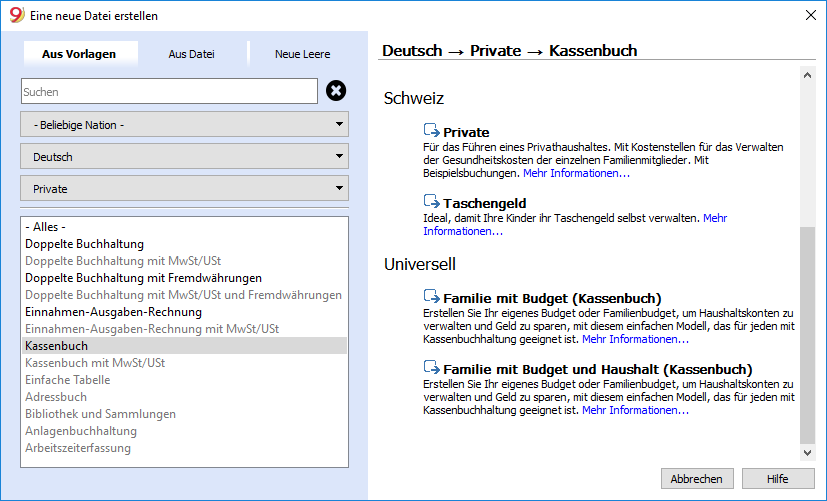 Eine neue Datei erstellen
Aus Vorlagen
Aus Datei
Neue Leere
Suchen
- Beliebige Nation -
Deutsch
Private
- Alles -
Doppelte Buchhaltung
Doppelte Buchhaltung mit MwSt/USt
Doppelte Buchhaltung mit Fremdwährungen
Doppelte Buchhaltung mit MwSt/USt und Fremdwährungen
Einnahmen-Ausgaben-Rechnung
Einnahmen-Ausgaben-Rechnung mit MwSt/USt
Kassenbuch
Kassenbuch mit MwSt/USt
Einfache Tabelle
Adressbuch
Bibliothek und Sammlungen
Anlagenbuchhaltung
Arbeitszeiterfassung
Deutsch → Private → Kassenbuch
Schweiz
Private
Für das Führen eines Privathaushaltes. Mit Kostenstellen für das Verwalten
der Gesundheitskosten der einzelnen Familienmitglieder. Mit
Beispielsbuchungen. Mehr Informationen...
Taschengeld
Ideal, damit Ihre Kinder ihr Taschengeld selbst verwalten. Mehr
Informationen...
Universell
Familie mit Budget (Kassenbuch)
Erstellen Sie Ihr eigenes Budget oder Familienbudget, um Haushaltskonten zu
verwalten und Geld zu sparen, mit diesem einfachen Modell, das für jeden mit
Kassenbuchhaltung geeignet ist. Mehr Informationen...
Familie mit Budget und Haushalt (Kassenbuch)
Erstellen Sie Ihr eigenes Budget oder Familienbudget, um Haushaltskonten zu
verwalten und Geld zu sparen, mit diesem einfachen Modell, das für jeden mit
Kassenbuchhaltung geeignet ist. Mehr Informationen...
Abbrechen
Hilfe